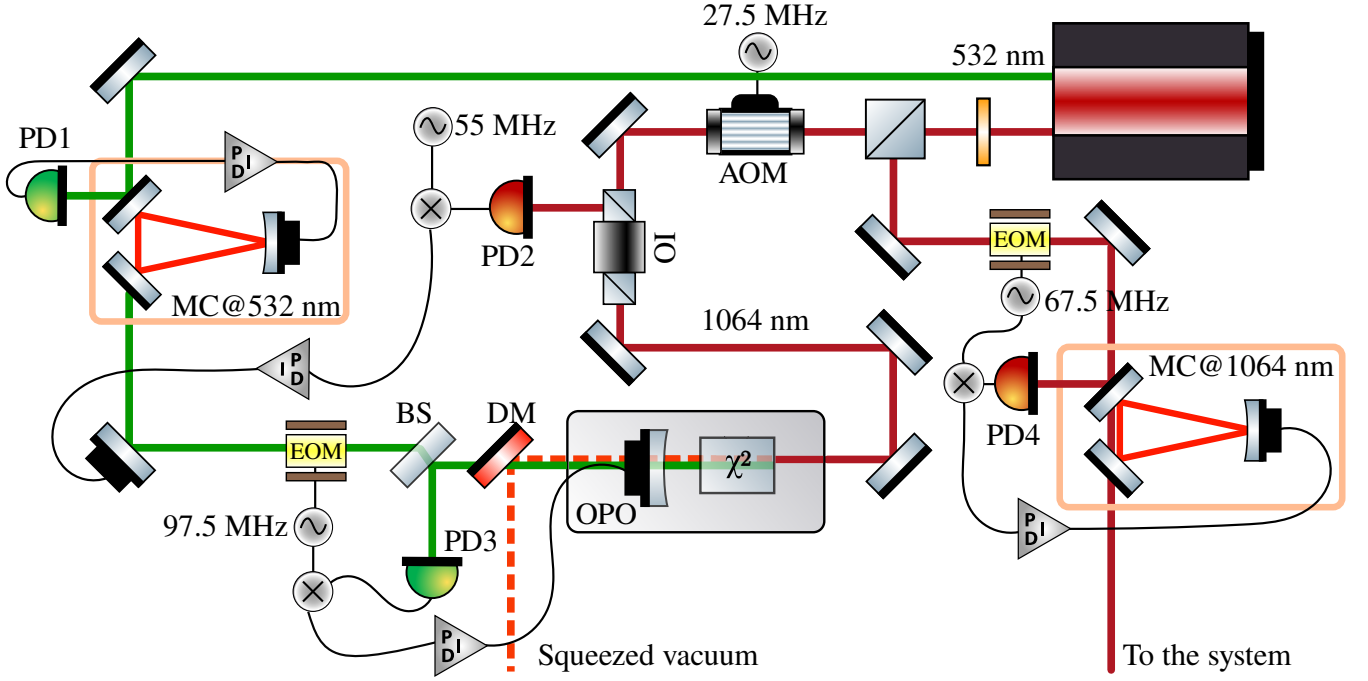 27.5 MHz
532 nm
PD1
55 MHz
P I D
AOM
PD2
IO
EOM
67.5 MHz
MC@532 nm
1064 nm
MC@1064 nm
P I D
PD4
BS
DM
EOM
χ²
OPO
97.5 MHz
PD3
P I D
P I D
Squeezed vacuum
To the system